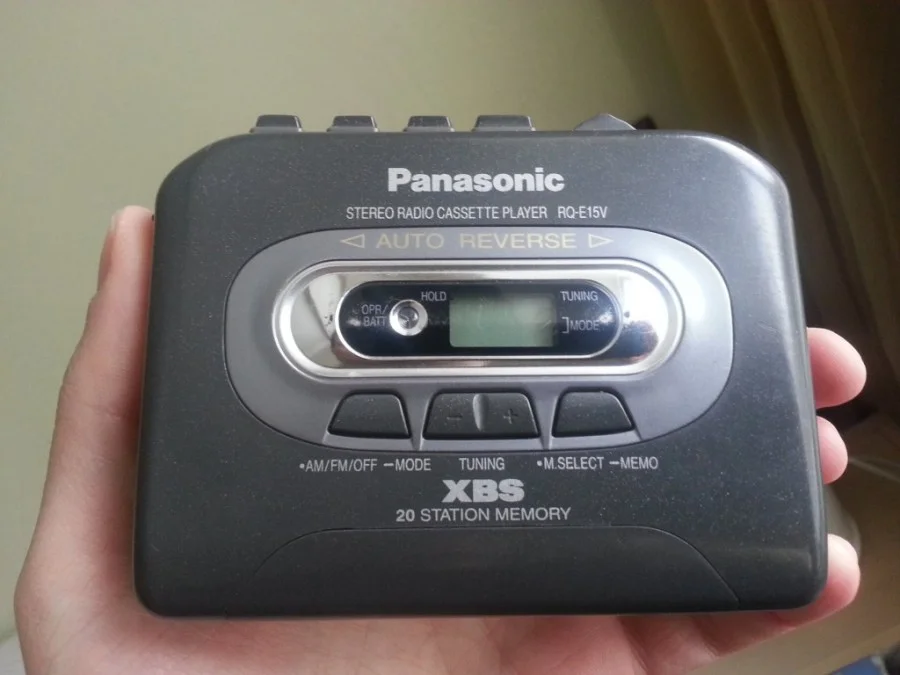 Panasonic
STEREO RADIO CASSETTE PLAYER RQ-E15V
◁ AUTO REVERSE ▷
HOLD TUNING
OPR/
BATT MODE
− +
•AM/FM/OFF −MODE TUNING •M.SELECT −MEMO
XBS
20 STATION MEMORY